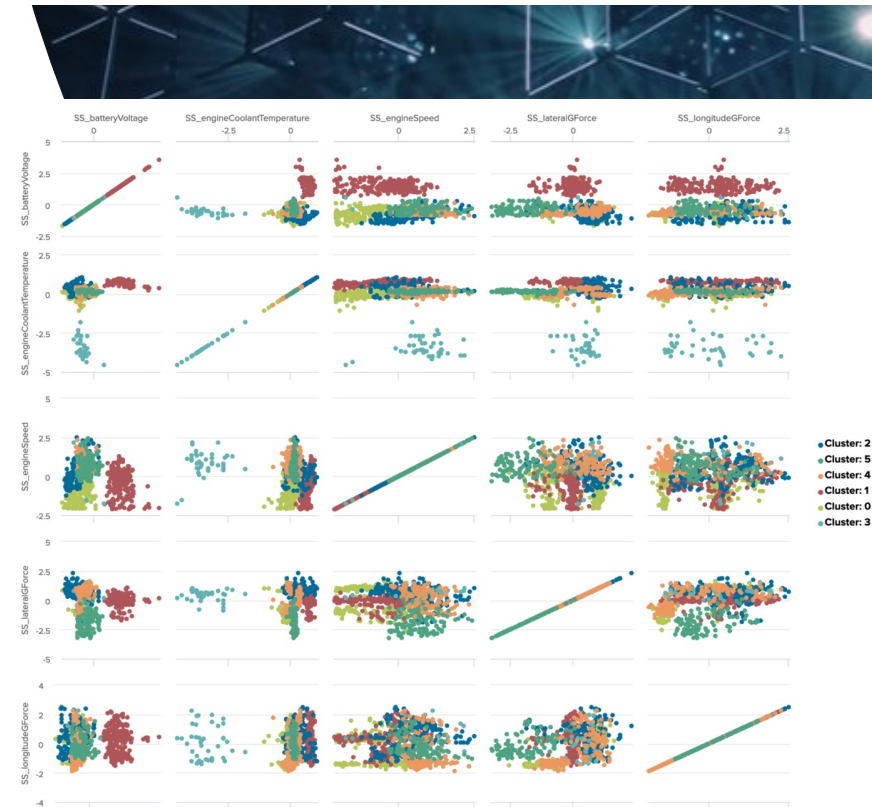 SS_batteryVoltage SS_engineCoolantTemperature SS_engineSpeed SS_lateralGForce SS_longitudeGForce
0 -2.5 0 0 2.5 -2.5 0 0 2.5
SS_batteryVoltage
5
0
-2.5
SS_engineCoolantTemperature
2.5
0
-2.5
-5
SS_engineSpeed
5
2.5
0
-2.5
SS_lateralGForce
5
2.5
0
-2.5
-5
SS_longitudeGForce
4
2
0
-2
-4
Cluster: 2
Cluster: 5
Cluster: 4
Cluster: 1
Cluster: 0
Cluster: 3